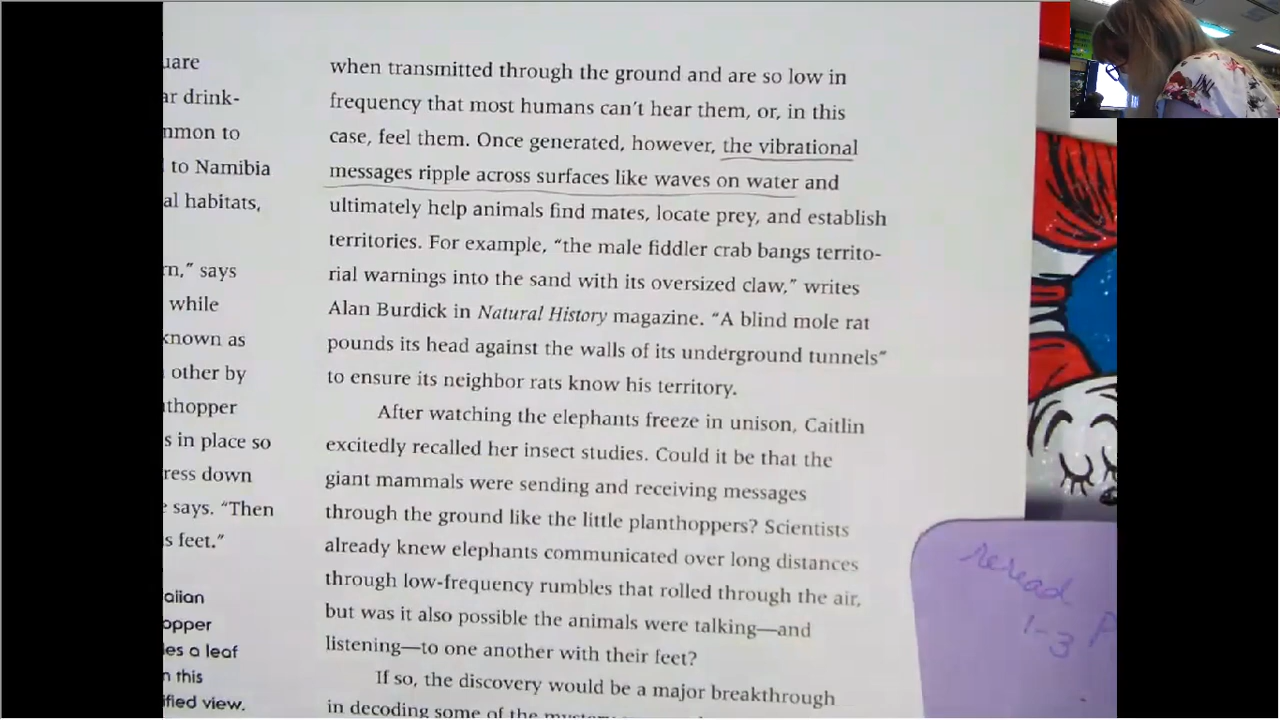 uare
ar drink-
nmon to
to Namibia
al habitats,
rn," says
while
known as
other by
thopper
s in place so
ress down
e says. "Then
s feet."
aiian
opper
es a leaf
n this
ified view.
when transmitted through the ground and are so low in
frequency that most humans can't hear them, or, in this
case, feel them. Once generated, however, the vibrational
messages ripple across surfaces like waves on water and
ultimately help animals find mates, locate prey, and establish
territories. For example, "the male fiddler crab bangs territo-
rial warnings into the sand with its oversized claw," writes
Alan Burdick in Natural History magazine. "A blind mole rat
pounds its head against the walls of its underground tunnels"
to ensure its neighbor rats know his territory.
After watching the elephants freeze in unison, Caitlin
excitedly recalled her insect studies. Could it be that the
giant mammals were sending and receiving messages
through the ground like the little planthoppers? Scientists
already knew elephants communicated over long distances
through low-frequency rumbles that rolled through the air,
but was it also possible the animals were talking—and
listening—to one another with their feet?
If so, the discovery would be a major breakthrough
in decoding some of the
reread P
1-3